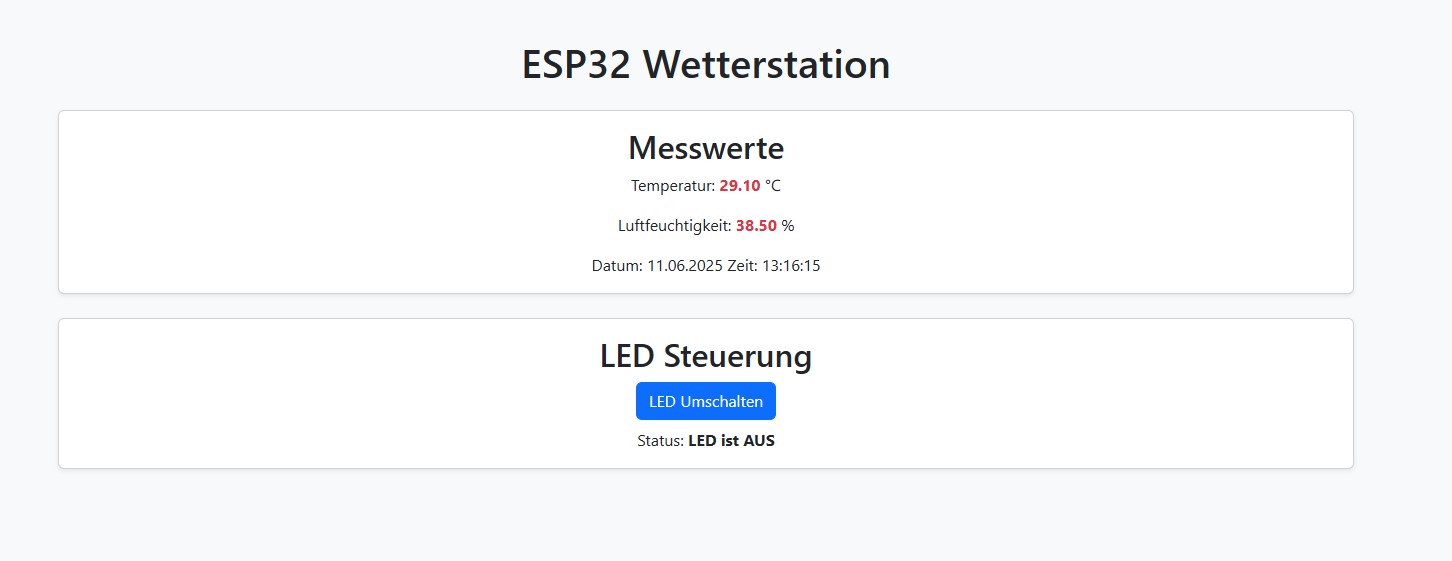 ESP32 Wetterstation
Messwerte
Temperatur: 29.10 °C
Luftfeuchtigkeit: 38.50 %
Datum: 11.06.2025 Zeit: 13:16:15
LED Steuerung
LED Umschalten
Status: LED ist AUS